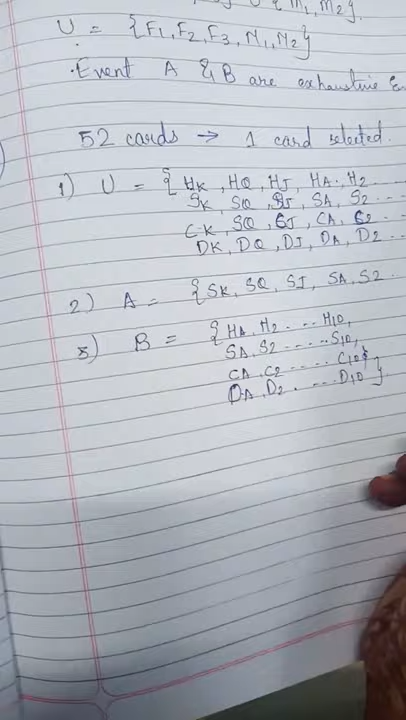 U {M1, M2}.
U = {F1, F2, F3, M1, M2}
· Event A & B are exhaustive
52 cards → 1 card selected.
1) U = { HK, HQ, HJ, HA, H2 ...
SK, SQ, SJ, SA, S2 ....
CK, SQ, CJ, CA, C2 ...
DK, DQ, DJ, DA, D2 ...
2) A = {SK, SQ, SJ, SA, S2 .
3) B = { HA, H2 .... H10,
SA, S2 ...... S10,
CA, C2 ..... C10
DA, D2 ..... D10 }